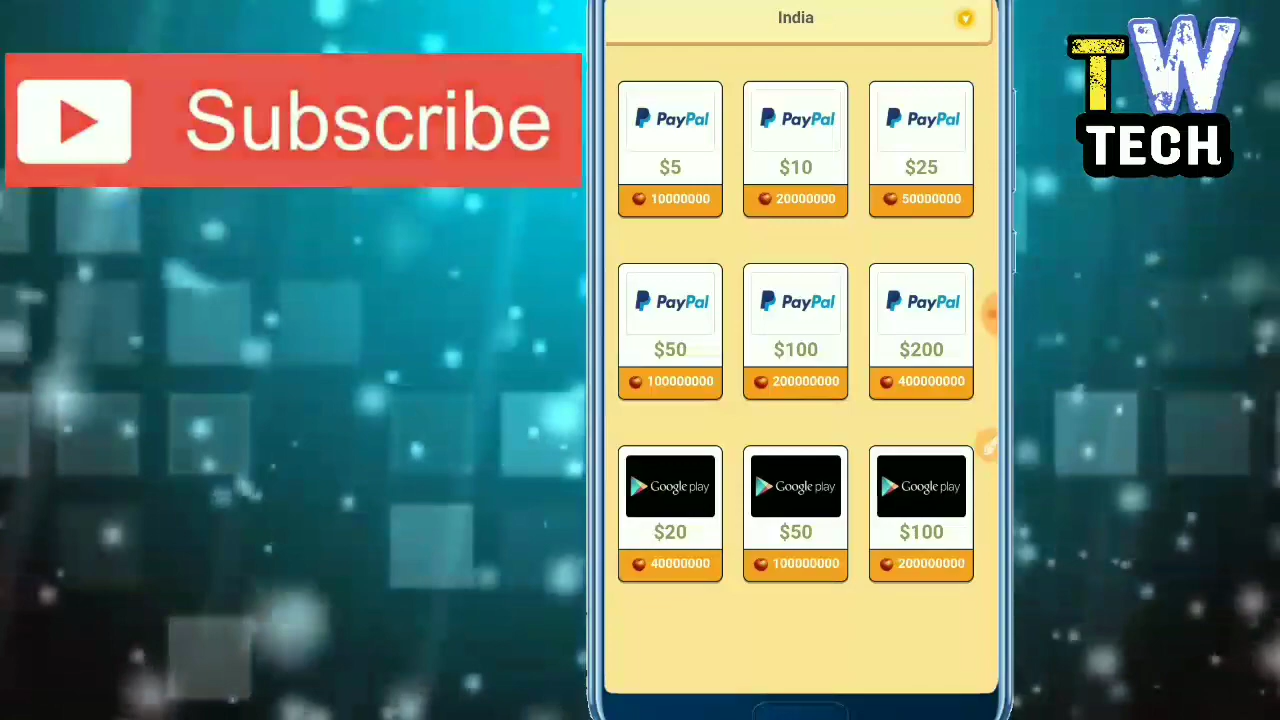 India
Subscribe
TW
TECH
PayPal PayPal PayPal
$5 $10 $25
10000000 20000000 50000000
PayPal PayPal PayPal
$50 $100 $200
100000000 200000000 400000000
Google play Google play Google play
$20 $50 $100
40000000 100000000 200000000